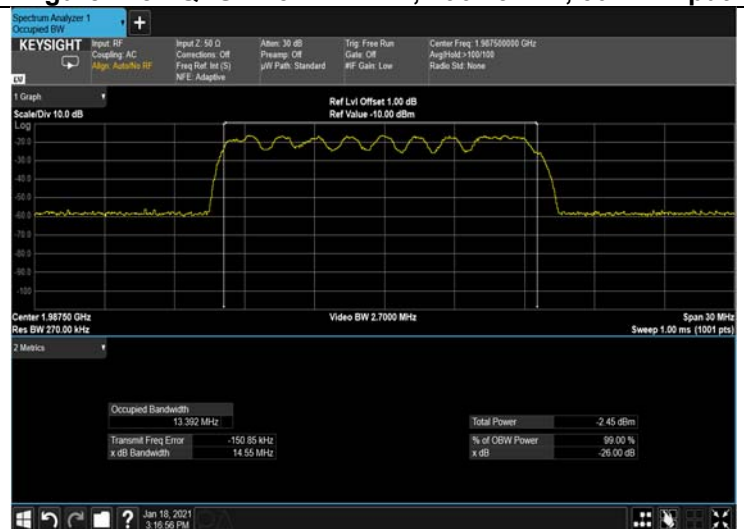 Spectrum Analyzer 1
Occupied BW
+
KEYSIGHT
Input: RF
Coupling: AC
Align: Auto/No RF
Input Z: 50 Ω
Corrections: Off
Freq Ref: Int (S)
NFE: Adaptive
Atten: 30 dB
Preamp: Off
µW Path: Standard
Trig: Free Run
Gate: Off
#IF Gain: Low
Center Freq: 1.987500000 GHz
Avg|Hold:>100/100
Radio Std: None
1 Graph
Scale/Div 10.0 dB
Ref Lvl Offset 1.00 dB
Ref Value -10.00 dBm
Log
-20.0
-30.0
-40.0
-50.0
-60.0
-70.0
-80.0
-90.0
-100
Center 1.98750 GHz
Video BW 2.7000 MHz
Span 30 MHz
Res BW 270.00 kHz
Sweep 1.00 ms (1001 pts)
2 Metrics
Occupied Bandwidth
13.392 MHz
Total Power -2.45 dBm
Transmit Freq Error -150.85 kHz
% of OBW Power 99.00 %
x dB Bandwidth 14.55 MHz
x dB -26.00 dB
?
Jan 18, 2021
3:16:56 PM